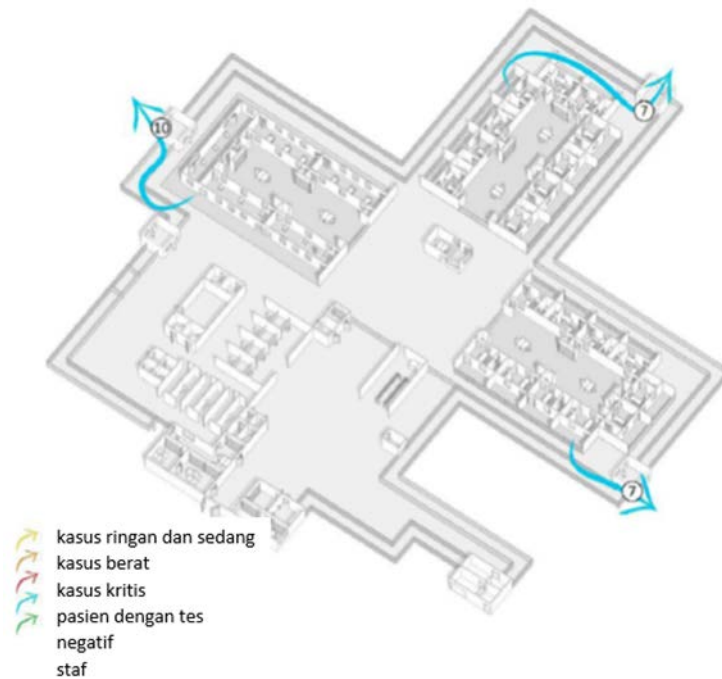 10
7
7
kasus ringan dan sedang
kasus berat
kasus kritis
pasien dengan tes
negatif
staf